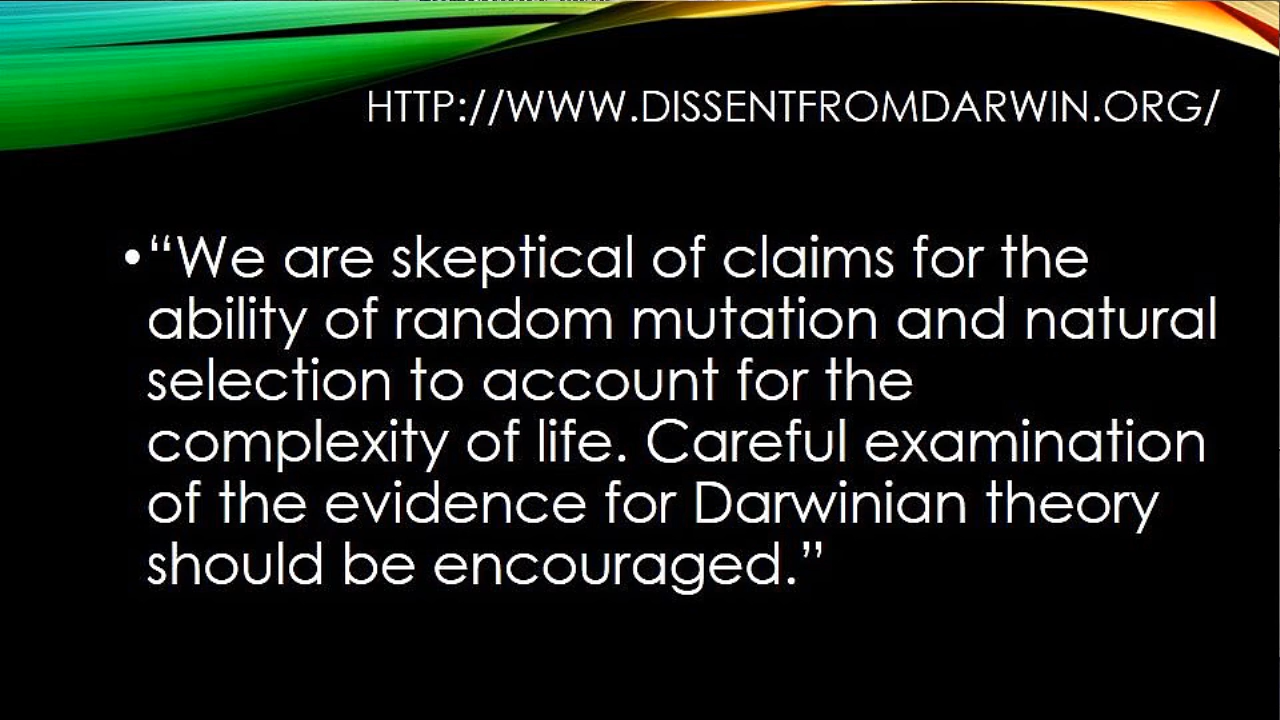 HTTP://WWW.DISSENTFROMDARWIN.ORG/
•“We are skeptical of claims for the
ability of random mutation and natural
selection to account for the
complexity of life. Careful examination
of the evidence for Darwinian theory
should be encouraged.”